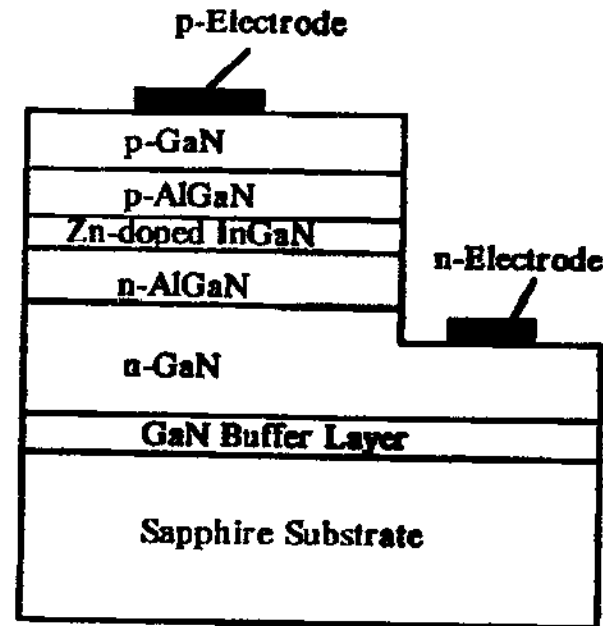 p-Electrode
p-GaN
p-AlGaN
Zn-doped InGaN
n-Electrode
n-AlGaN
n-GaN
GaN Buffer Layer
Sapphire Substrate